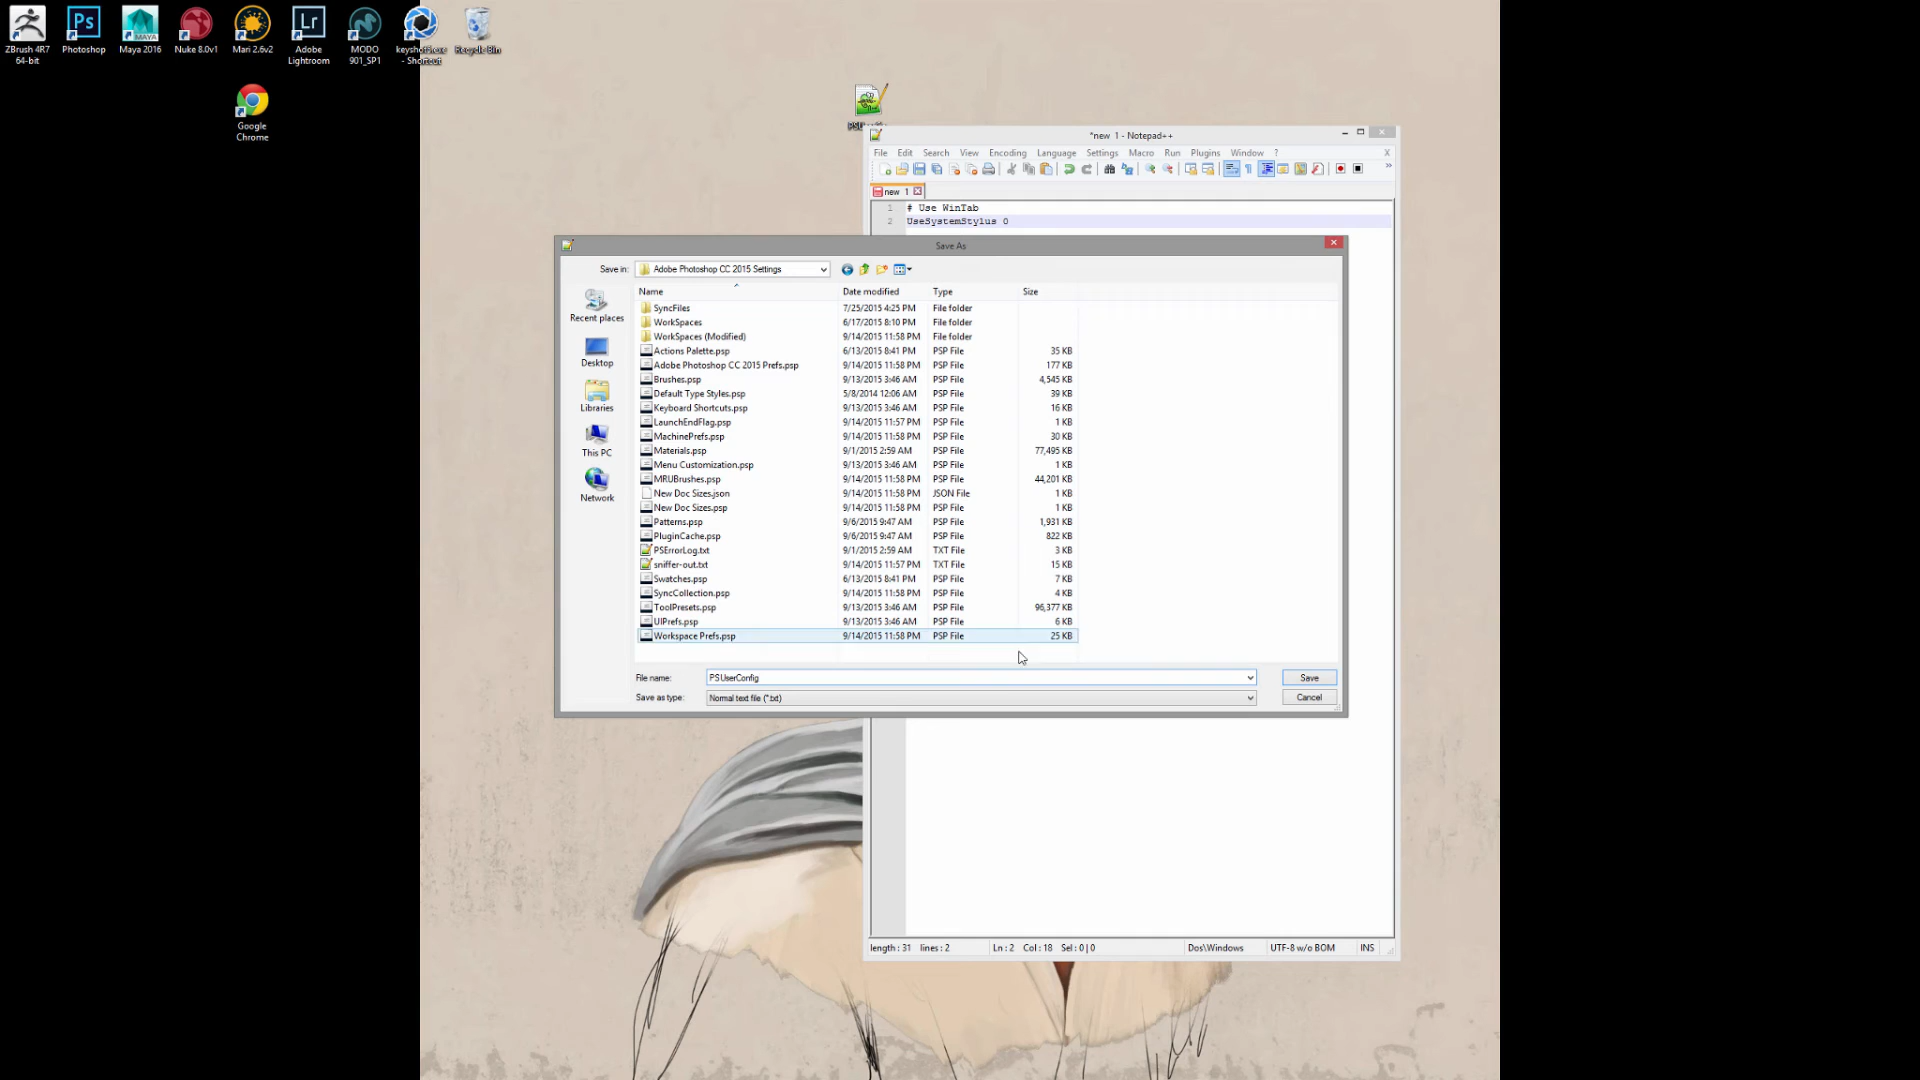 ZBrush 4R7
64-bit
Photoshop
Maya 2016
Nuke 8.0v1
Mari 2.6v2
Adobe
Lightroom
MODO
901_SP1
- Shortcut
Recycle Bin
Google
Chrome
*new 1 - Notepad++
File Edit Search View Encoding Language Settings Macro Run Plugins Window ?
X
new 1
1 # Use WinTab
2 UseSystemStylus 0
Save As
Save in: Adobe Photoshop CC 2015 Settings
Recent places
Desktop
Libraries
This PC
Network
Name Date modified Type Size
SyncFiles 7/25/2015 4:25 PM File folder
WorkSpaces 6/17/2015 8:10 PM File folder
WorkSpaces (Modified) 9/14/2015 11:58 PM File folder
Actions Palette.psp 6/13/2015 8:41 PM PSP File 35 KB
Adobe Photoshop CC 2015 Prefs.psp 9/14/2015 11:58 PM PSP File 177 KB
Brushes.psp 9/13/2015 3:46 AM PSP File 4,545 KB
Default Type Styles.psp 5/8/2014 12:06 AM PSP File 39 KB
Keyboard Shortcuts.psp 9/13/2015 3:46 AM PSP File 16 KB
LaunchEndFlag.psp 9/14/2015 11:57 PM PSP File 1 KB
MachinePrefs.psp 9/14/2015 11:58 PM PSP File 30 KB
Materials.psp 9/1/2015 2:59 AM PSP File 77,495 KB
Menu Customization.psp 9/13/2015 3:46 AM PSP File 1 KB
MRUBrushes.psp 9/14/2015 11:58 PM PSP File 44,201 KB
New Doc Sizes.json 9/14/2015 11:58 PM JSON File 1 KB
New Doc Sizes.psp 9/14/2015 11:58 PM PSP File 1 KB
Patterns.psp 9/6/2015 9:47 AM PSP File 1,931 KB
PluginCache.psp 9/6/2015 9:47 AM PSP File 822 KB
PSErrorLog.txt 9/1/2015 2:59 AM TXT File 3 KB
sniffer-out.txt 9/14/2015 11:57 PM TXT File 15 KB
Swatches.psp 6/13/2015 8:41 PM PSP File 7 KB
SyncCollection.psp 9/14/2015 11:58 PM PSP File 4 KB
ToolPresets.psp 9/13/2015 3:46 AM PSP File 96,377 KB
UIPrefs.psp 9/13/2015 3:46 AM PSP File 6 KB
Workspace Prefs.psp 9/14/2015 11:58 PM PSP File 25 KB
File name: PSUserConfig Save
Save as type: Normal text file (*.txt) Cancel
length : 31 lines : 2 Ln : 2 Col : 18 Sel : 0 | 0 Dos\Windows UTF-8 w/o BOM INS